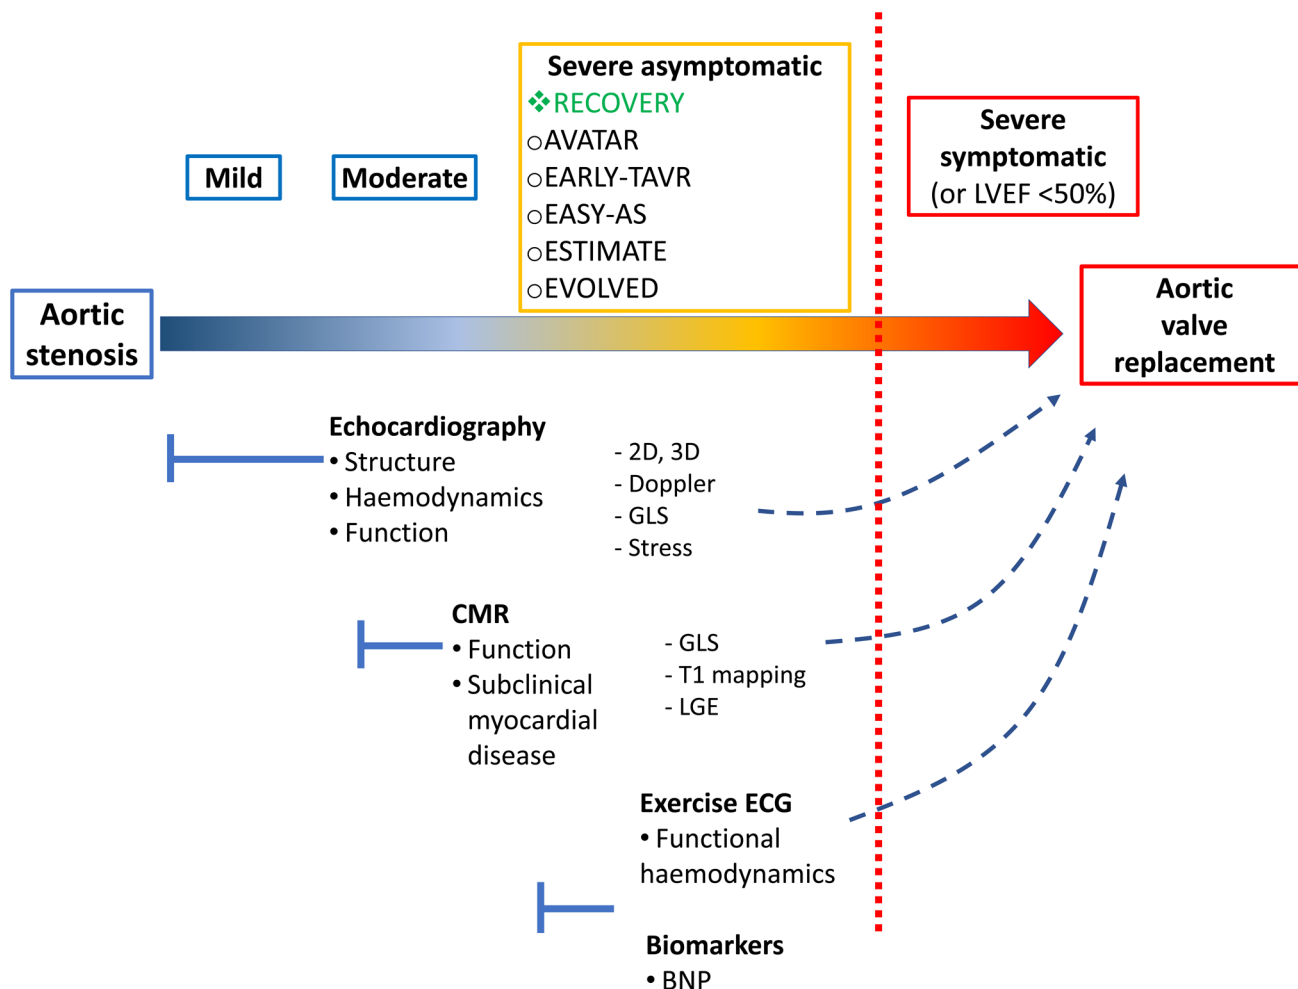 Severe asymptomatic
❖RECOVERY
○AVATAR
○EARLY-TAVR
○EASY-AS
○ESTIMATE
○EVOLVED
Mild
Moderate
Severe
symptomatic
(or LVEF <50%)
Aortic
stenosis
Aortic
valve
replacement
Echocardiography
• Structure
• Haemodynamics
• Function
- 2D, 3D
- Doppler
- GLS
- Stress
CMR
• Function
• Subclinical
myocardial
disease
- GLS
- T1 mapping
- LGE
Exercise ECG
• Functional
haemodynamics
Biomarkers
• BNP